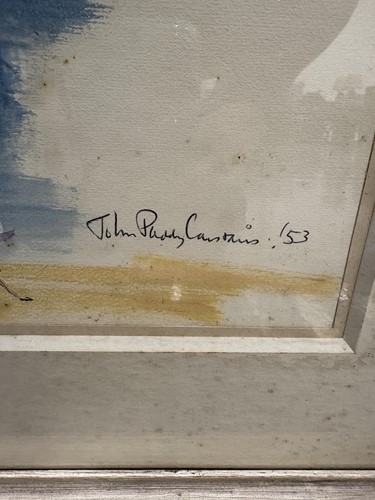 John Paddy Carstairs. '53